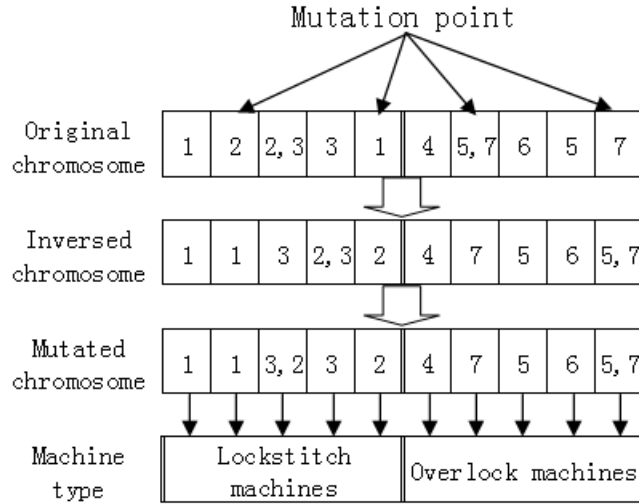 Mutation point
Original
chromosome
1 2 2, 3 3 1 4 5, 7 6 5 7
Inversed
chromosome
1 1 3 2, 3 2 4 7 5 6 5, 7
Mutated
chromosome
1 1 3, 2 3 2 4 7 5 6 5, 7
Machine
type
Lockstitch
machines
Overlock machines